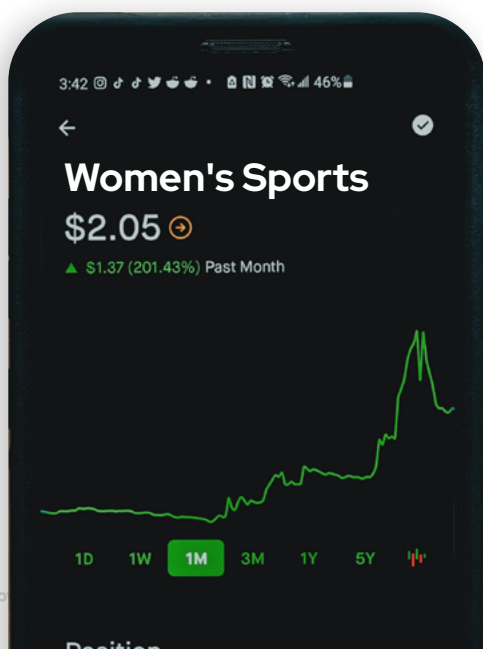 3:42 46%
Women's Sports
$2.05
▲ $1.37 (201.43%) Past Month
1D 1W 1M 3M 1Y 5Y
Position